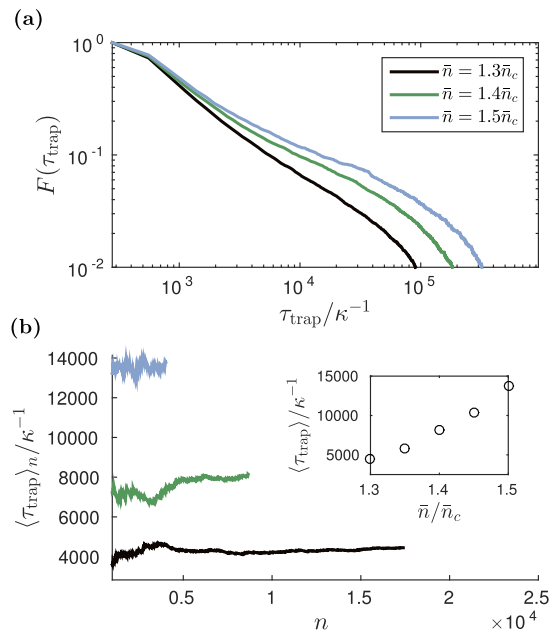 (a)
10^0
10^-1
10^-2
F(τ_trap)
n̄ = 1.3n̄_c
n̄ = 1.4n̄_c
n̄ = 1.5n̄_c
10^3 10^4 10^5
τ_trap/κ^-1
(b)
14000
12000
10000
8000
6000
4000
⟨τ_trap⟩_n/κ^-1
0.5 1 1.5 2 2.5
n
×10^4
15000
10000
5000
⟨τ_trap⟩/κ^-1
1.3 1.4 1.5
n̄/n̄_c